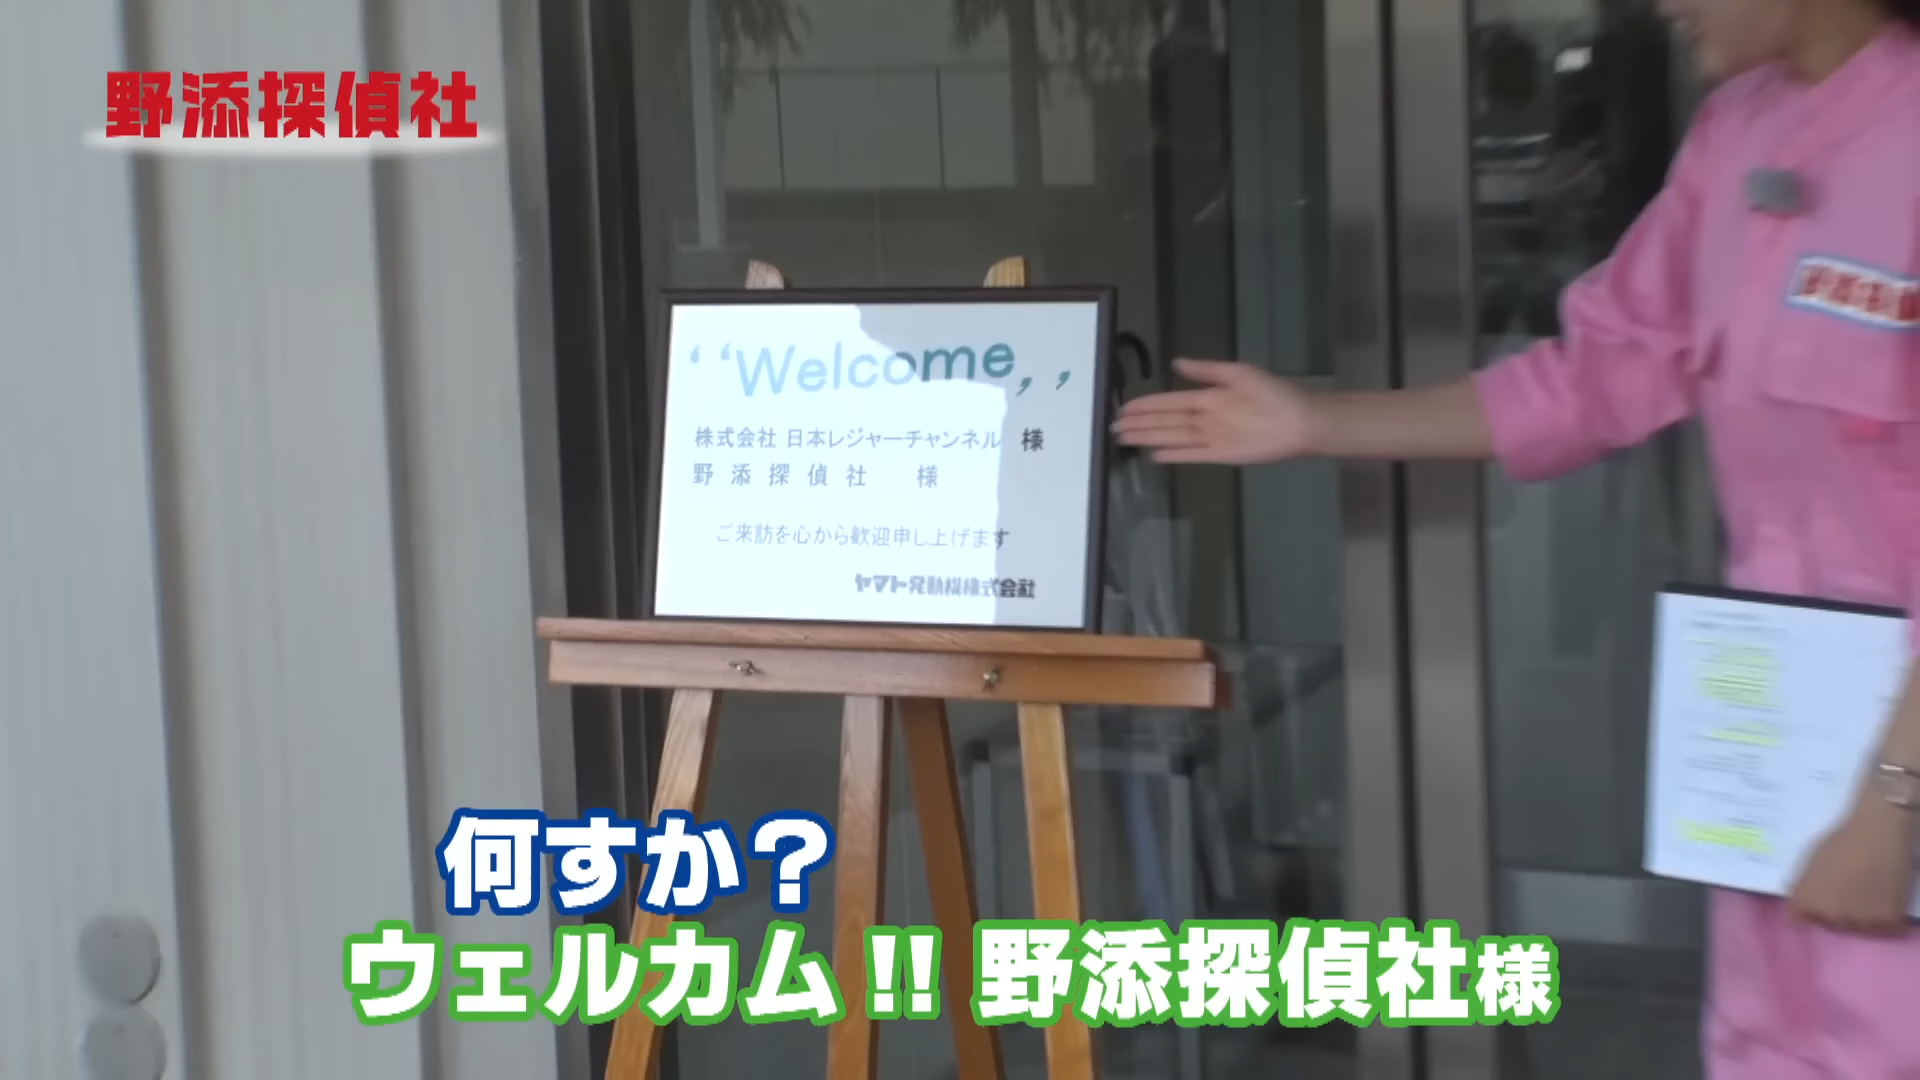 野添探偵社
‘‘Welcome,,
株式会社 日本レジャーチャンネル 様
野添探偵社 様
ご来訪を心から歓迎申し上げます
ヤマト発動機株式会社
何すか?
ウェルカム!! 野添探偵社様